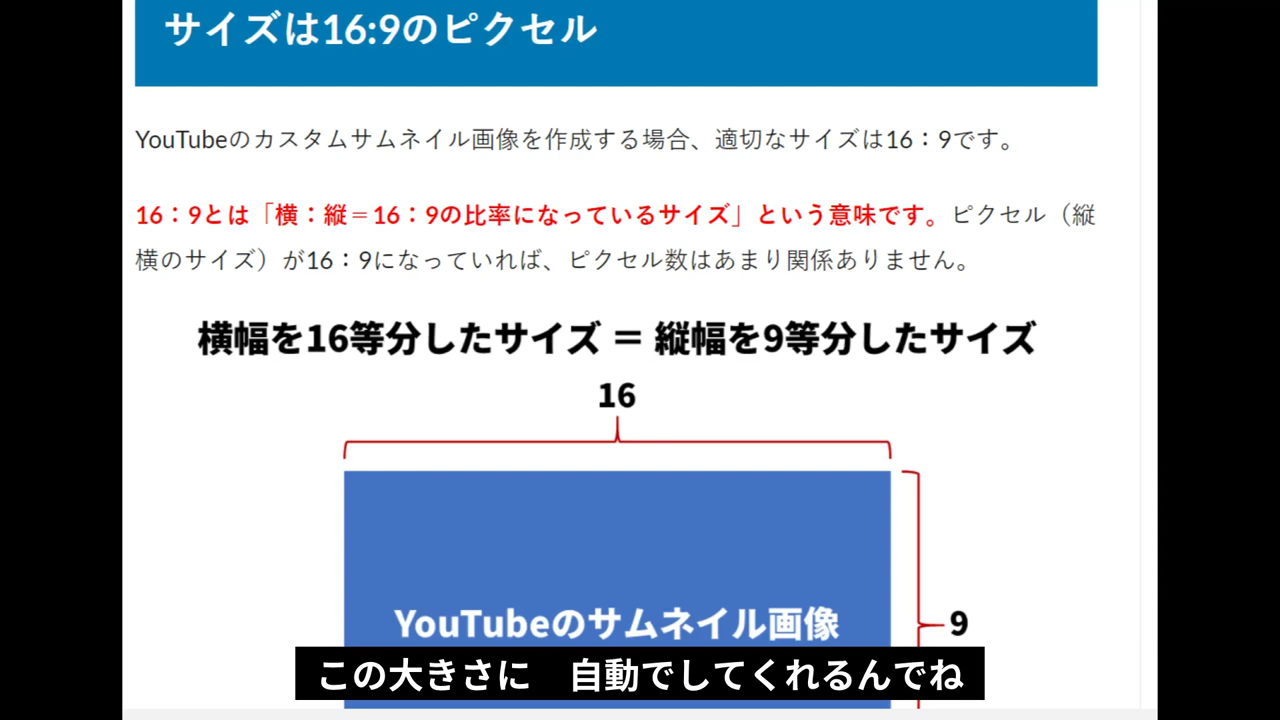 サイズは16:9のピクセル
YouTubeのカスタムサムネイル画像を作成する場合、適切なサイズは16：9です。
16：9とは「横：縦＝16：9の比率になっているサイズ」という意味です。ピクセル（縦
横のサイズ）が16：9になっていれば、ピクセル数はあまり関係ありません。
横幅を16等分したサイズ ＝ 縦幅を9等分したサイズ
16
YouTubeのサムネイル画像
9
この大きさに　自動でしてくれるんでね